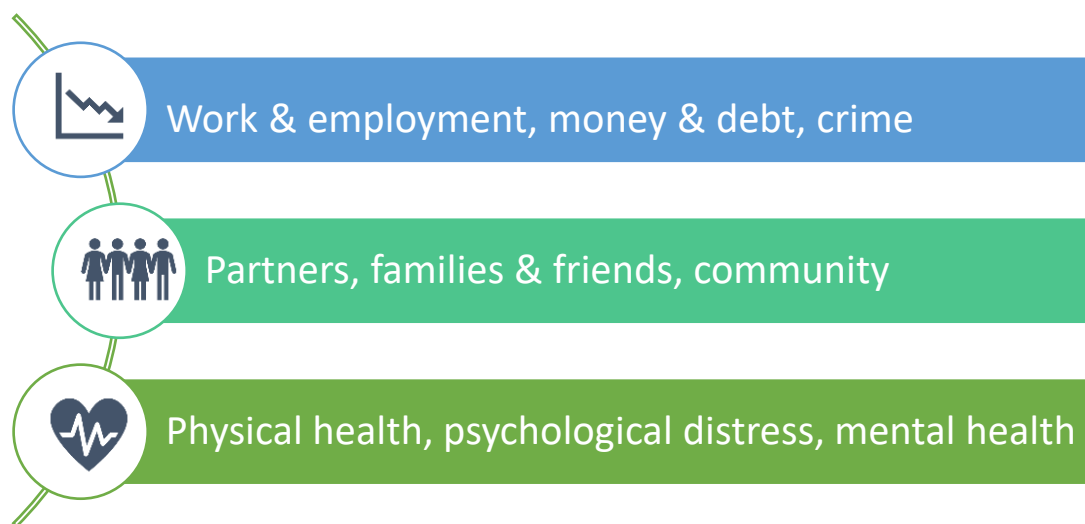 Work & employment, money & debt, crime
Partners, families & friends, community
Physical health, psychological distress, mental health